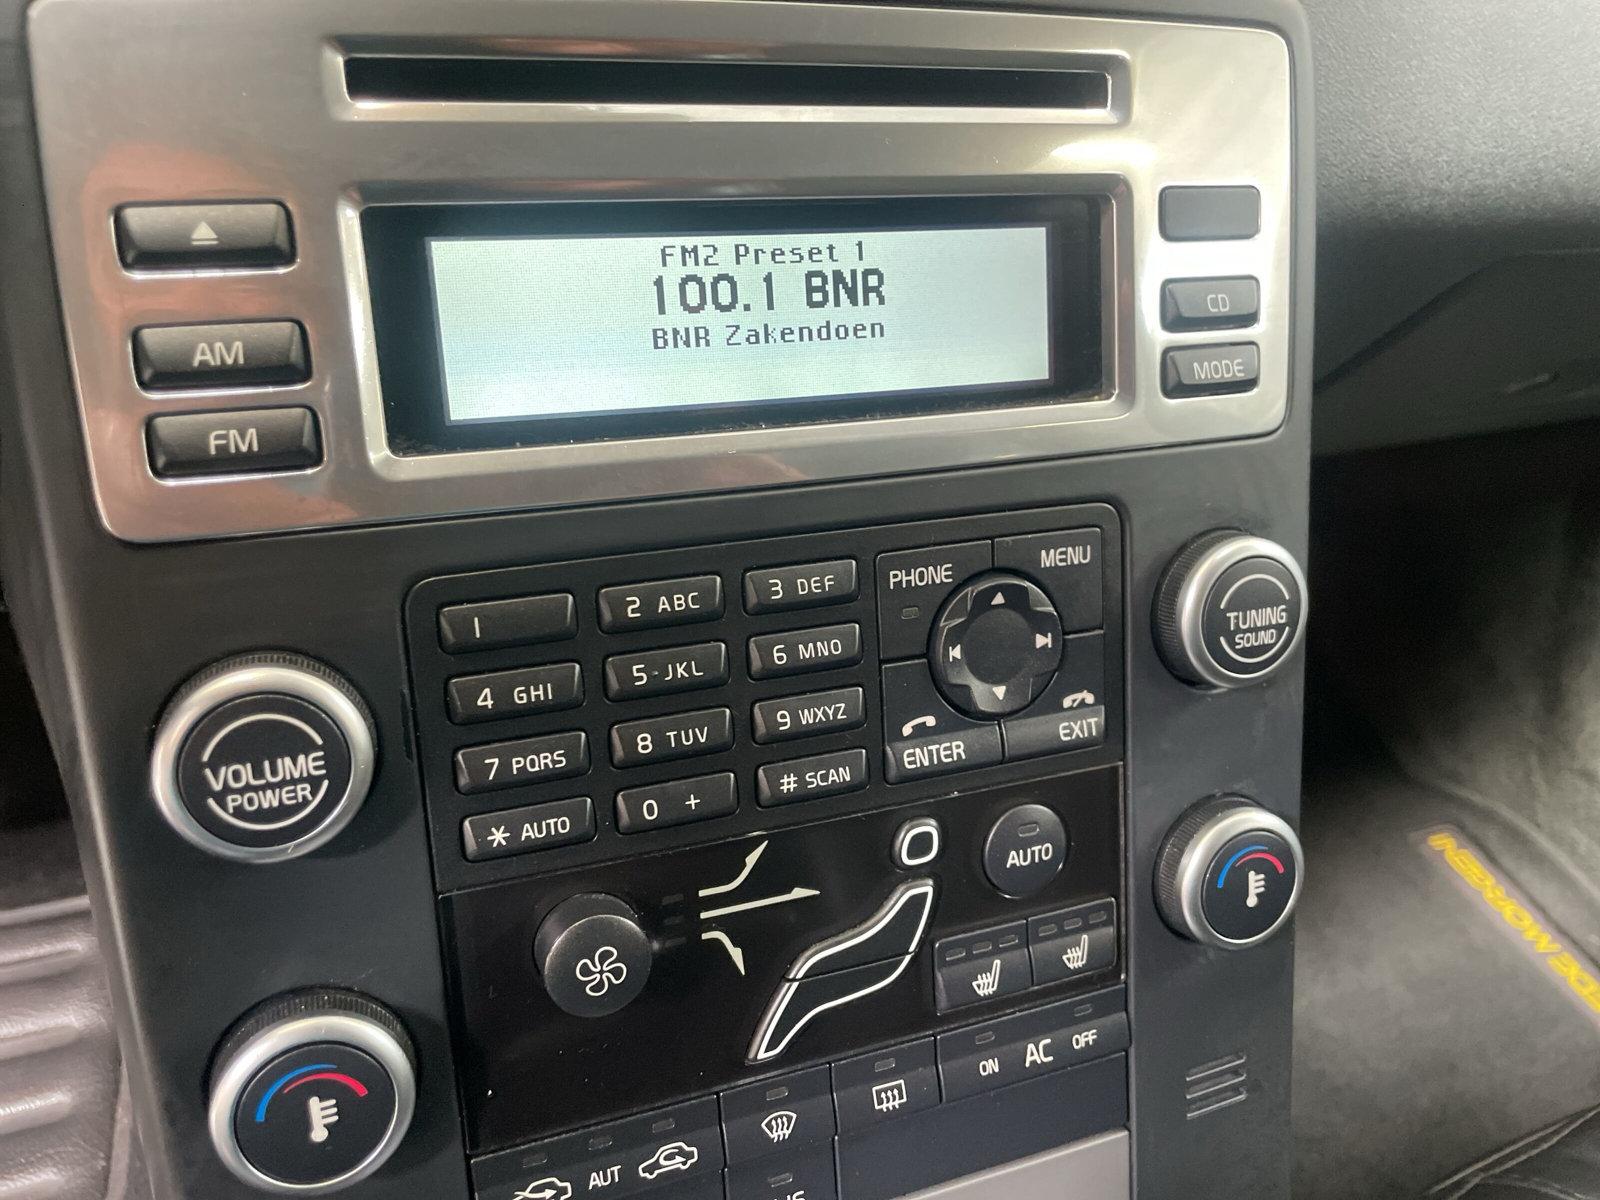 FM2 Preset 1
100.1 BNR
BNR Zakendoen
AM
FM
CD
MODE
1
2 ABC
3 DEF
4 GHI
5 JKL
6 MNO
7 PQRS
8 TUV
9 WXYZ
* AUTO
0 +
# SCAN
PHONE
MENU
ENTER
EXIT
VOLUME
POWER
TUNING
SOUND
AUTO
ON AC OFF
AUT